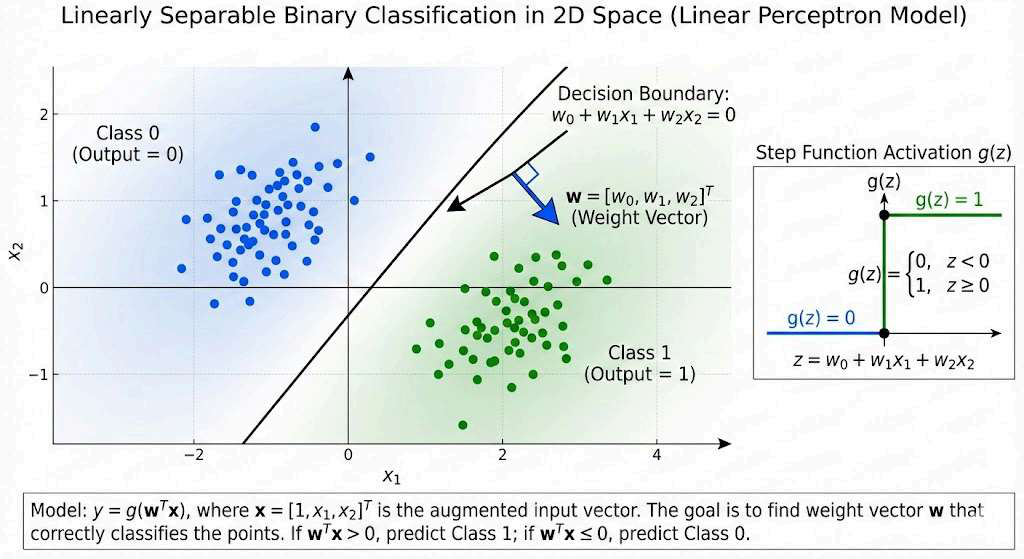 Linearly Separable Binary Classification in 2D Space (Linear Perceptron Model)
Class 0
(Output = 0)
Decision Boundary:
w₀ + w₁x₁ + w₂x₂ = 0
w = [w₀, w₁, w₂]ᵀ
(Weight Vector)
Class 1
(Output = 1)
2
1
0
−1
x₂
−2
0
2
4
x₁
Step Function Activation g(z)
g(z)
g(z) = 1
g(z) = {0, z < 0
1, z ≥ 0
g(z) = 0
z = w₀ + w₁x₁ + w₂x₂
Model: y = g(wᵀx), where x = [1, x₁, x₂]ᵀ is the augmented input vector. The goal is to find weight vector w that
correctly classifies the points. If wᵀx > 0, predict Class 1; if wᵀx ≤ 0, predict Class 0.